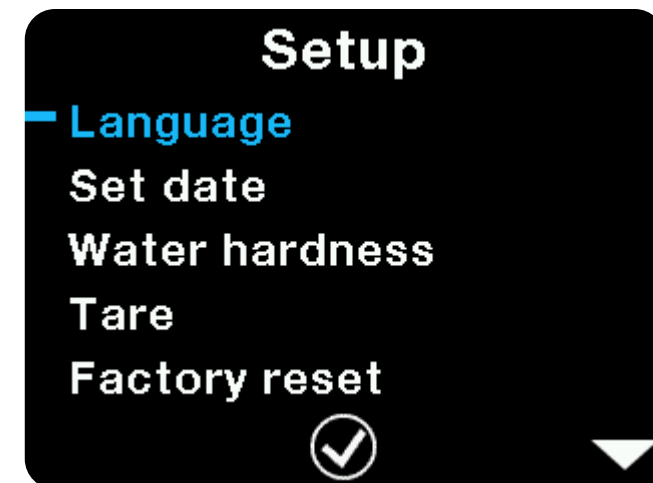 Setup
Language
Set date
Water hardness
Tare
Factory reset